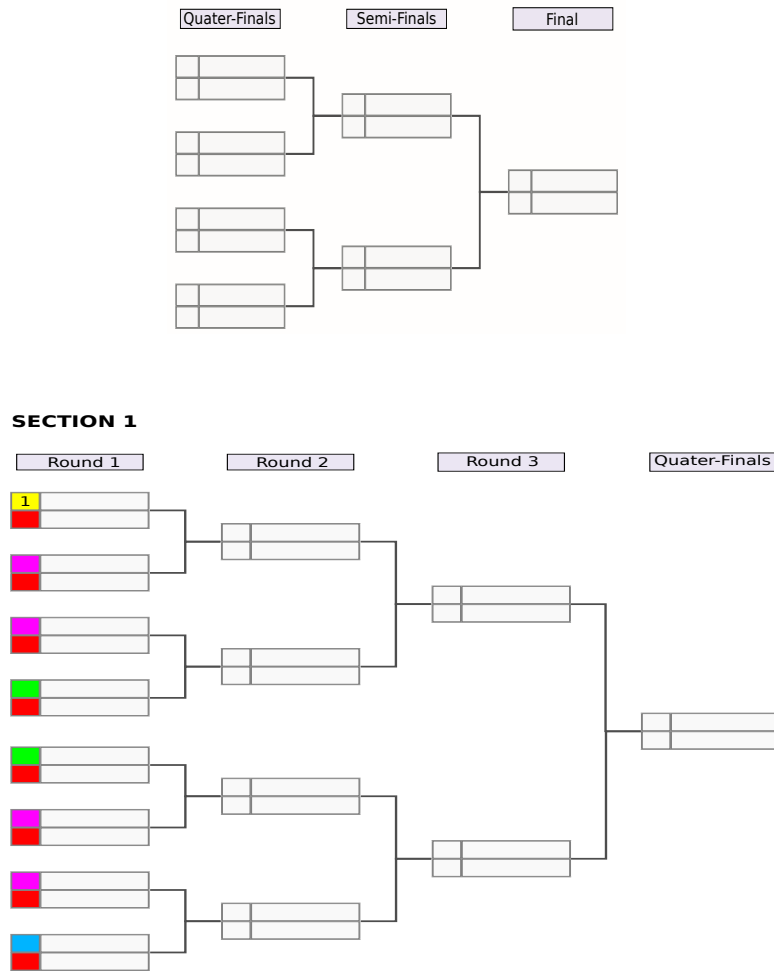 Quater-Finals Semi-Finals Final
SECTION 1
Round 1 Round 2 Round 3 Quater-Finals
1